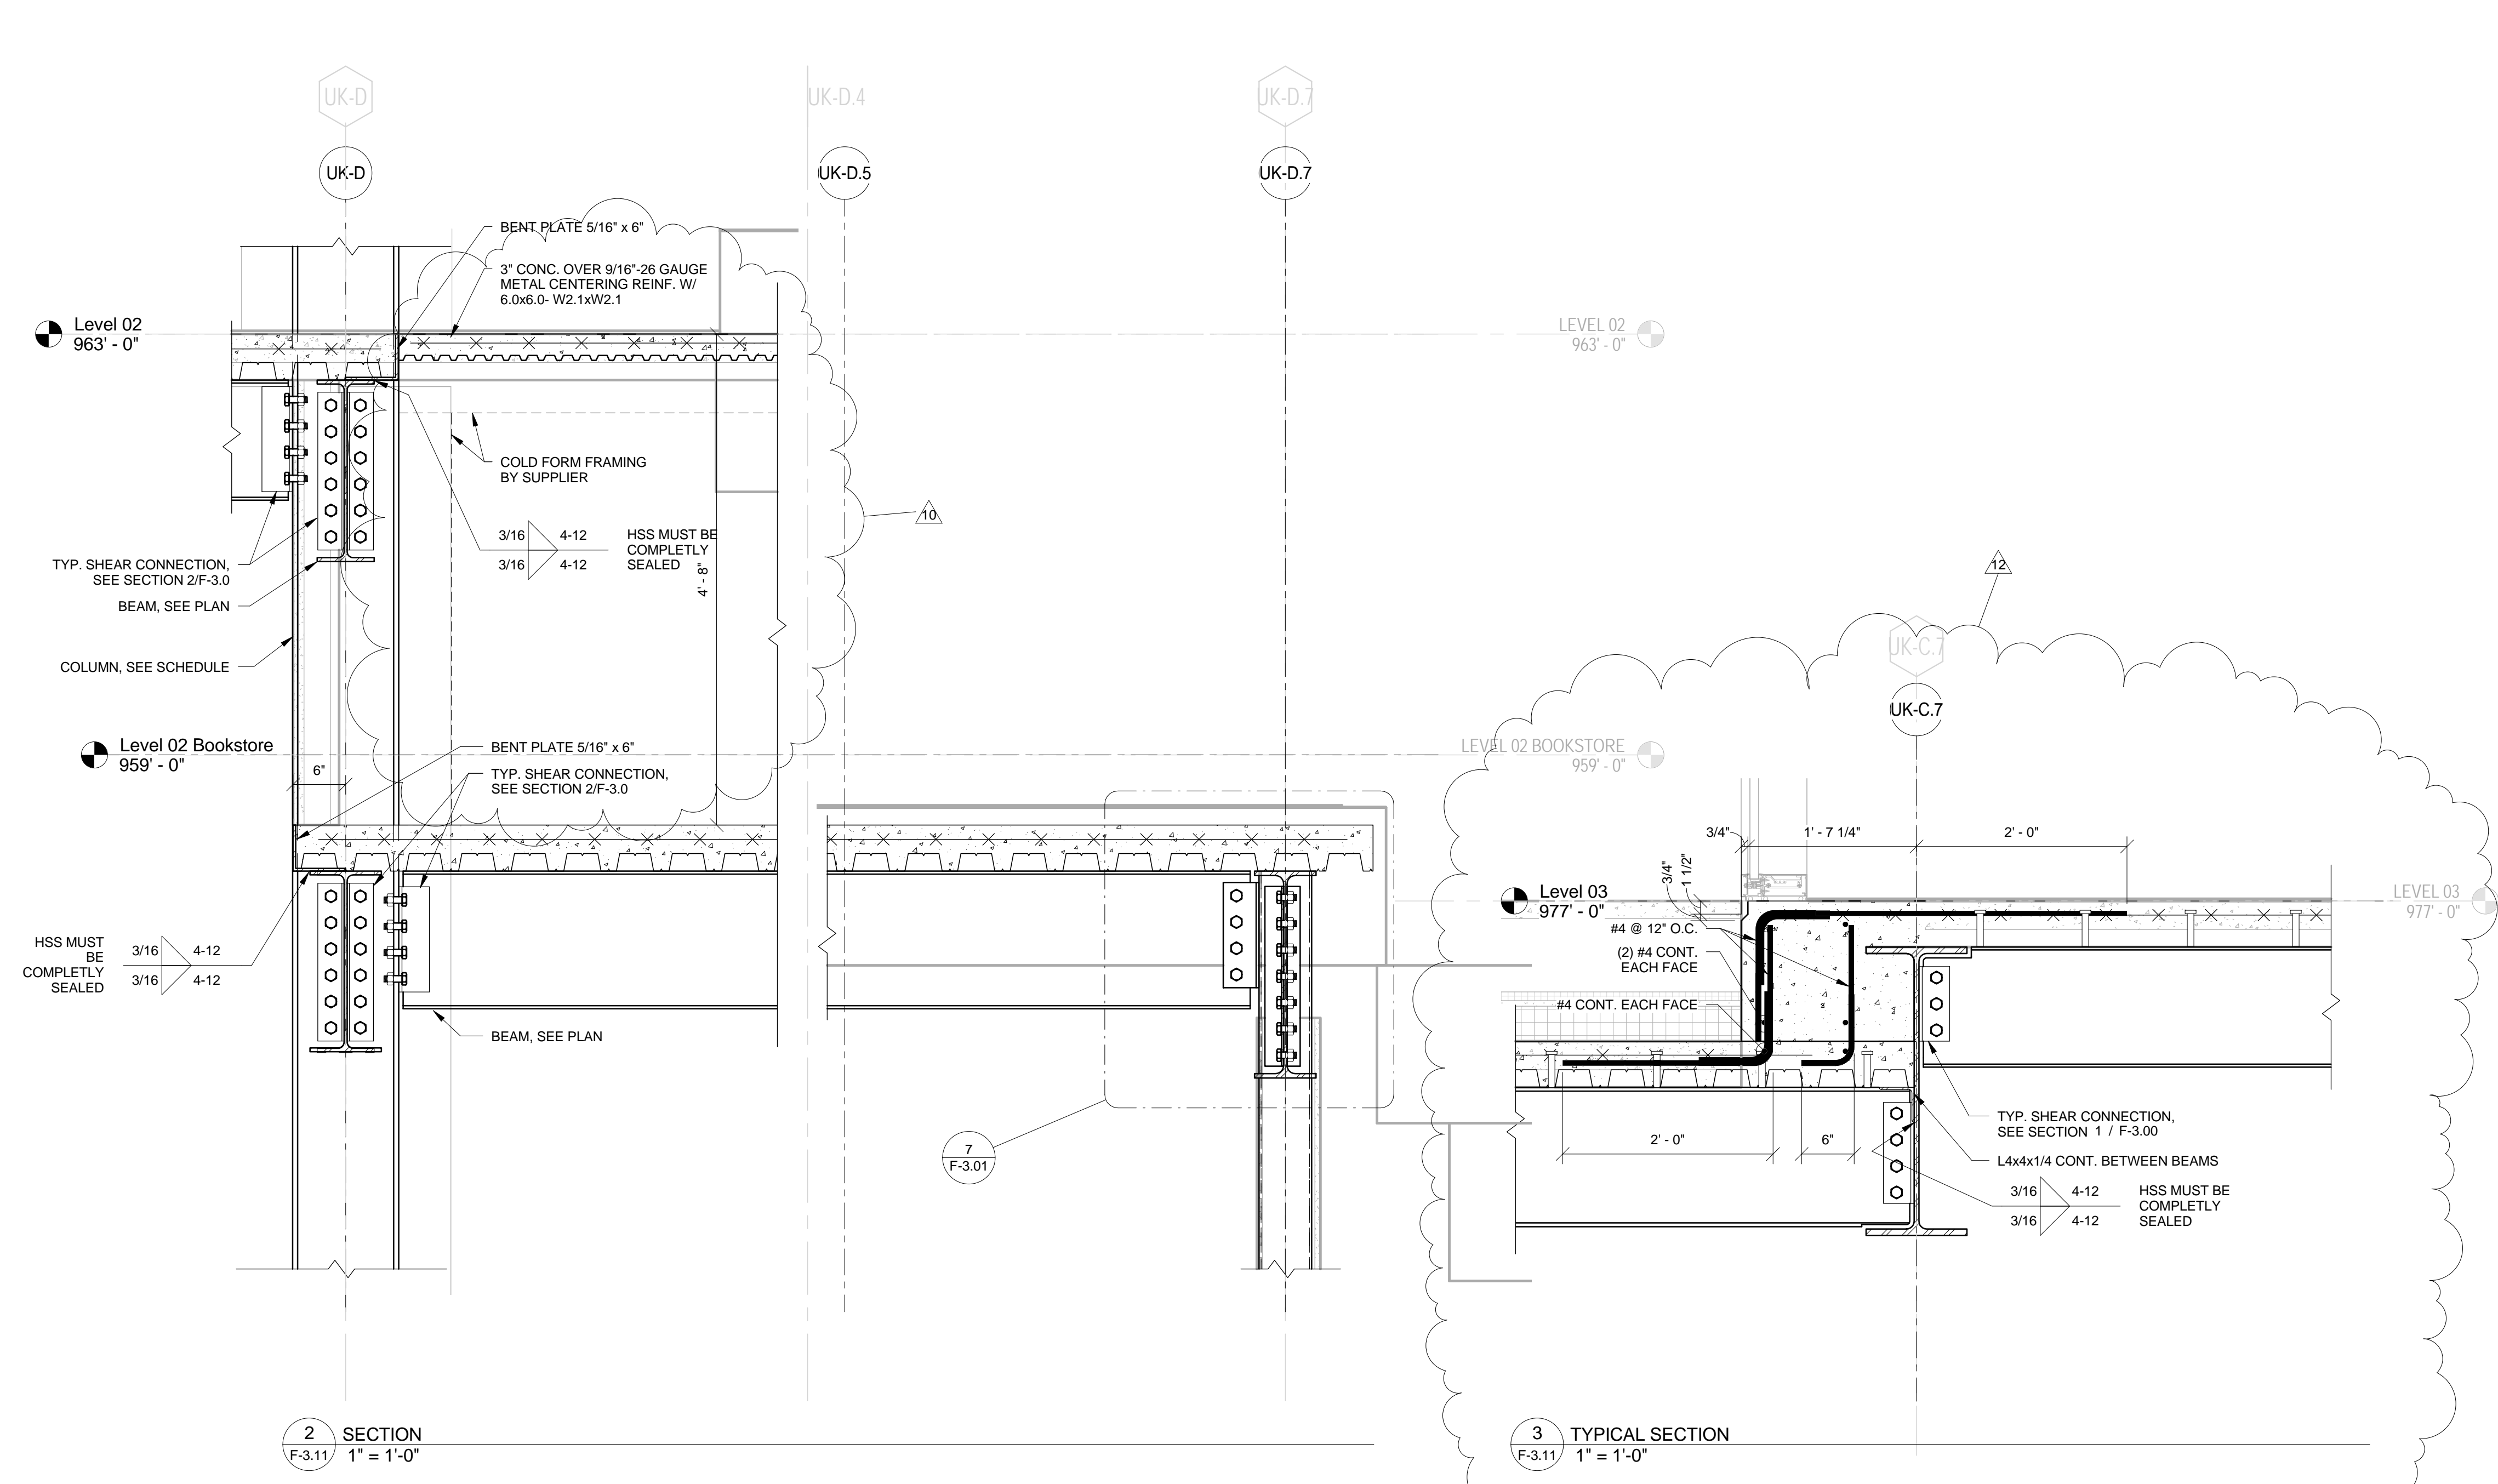 UK-D
UK-D.4
UK-D.7
UK-D
UK-D.5
UK-D.7
BENT PLATE 5/16" x 6"
3" CONC. OVER 9/16"-26 GAUGE
METAL CENTERING REINF. W/
6.0x6.0- W2.1xW2.1
Level 02
963' - 0"
LEVEL 02
963' - 0"
COLD FORM FRAMING
BY SUPPLIER
10
3/16
4-12
3/16
4-12
HSS MUST BE
COMPLETLY
SEALED
4' - 8"
TYP. SHEAR CONNECTION,
SEE SECTION 2/F-3.0
BEAM, SEE PLAN
COLUMN, SEE SCHEDULE
Level 02 Bookstore
959' - 0"
6"
BENT PLATE 5/16" x 6"
TYP. SHEAR CONNECTION,
SEE SECTION 2/F-3.0
LEVEL 02 BOOKSTORE
959' - 0"
HSS MUST
BE
COMPLETLY
SEALED
3/16
4-12
3/16
4-12
BEAM, SEE PLAN
7
F-3.01
2
F-3.11
SECTION
1" = 1'-0"
12
UK-C.7
UK-C.7
3/4"
1' - 7 1/4"
2' - 0"
3/4"
1 1/2"
Level 03
977' - 0"
LEVEL 03
977' - 0"
#4 @ 12" O.C.
(2) #4 CONT.
EACH FACE
#4 CONT. EACH FACE
2' - 0"
6"
TYP. SHEAR CONNECTION,
SEE SECTION 1 / F-3.00
L4x4x1/4 CONT. BETWEEN BEAMS
3/16
4-12
3/16
4-12
HSS MUST BE
COMPLETLY
SEALED
3
F-3.11
TYPICAL SECTION
1" = 1'-0"